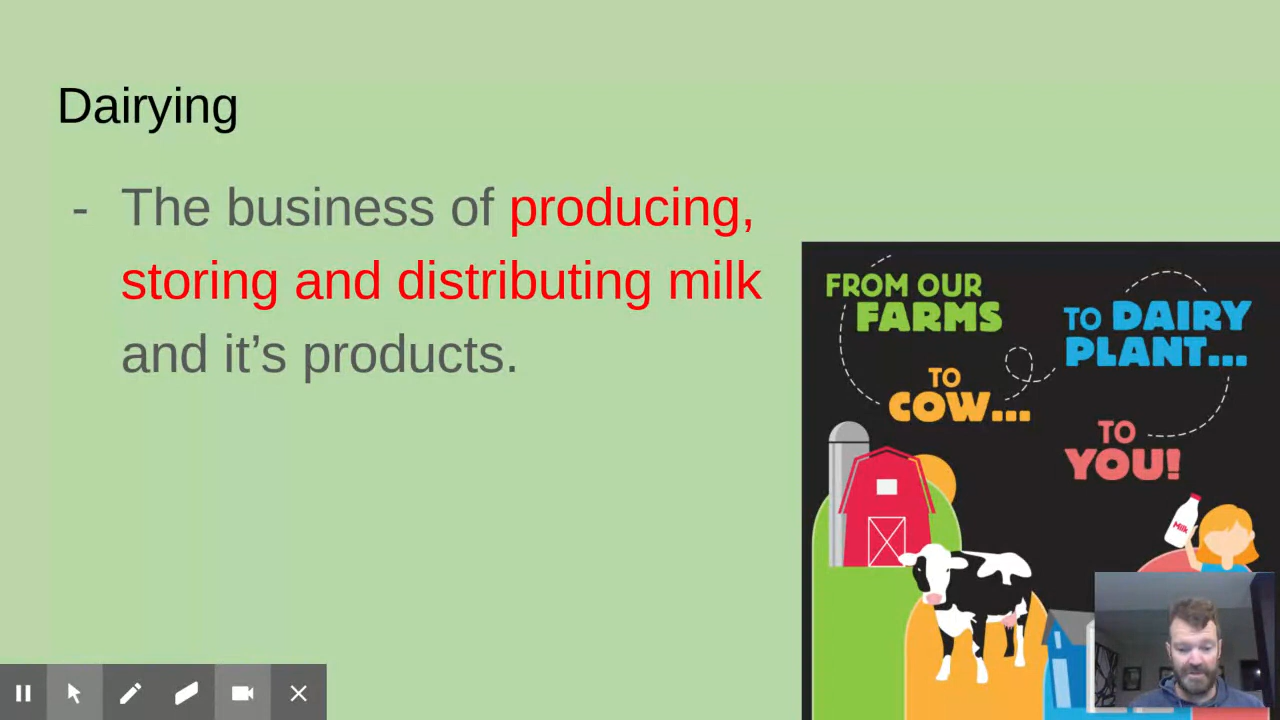 Dairying
- The business of producing,
storing and distributing milk
and it’s products.
FROM OUR
FARMS
TO
COW...
TO DAIRY
PLANT...
TO
YOU!
Milk